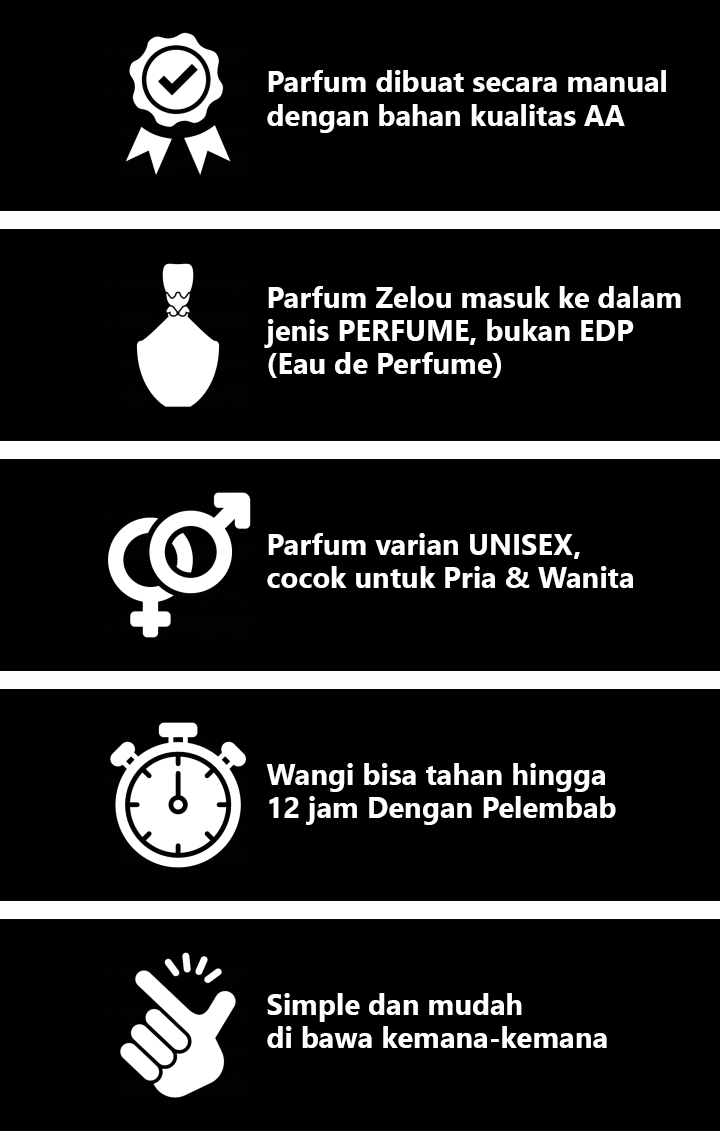 Parfum dibuat secara manual
dengan bahan kualitas AA
Parfum Zelou masuk ke dalam
jenis PERFUME, bukan EDP
(Eau de Perfume)
Parfum varian UNISEX,
cocok untuk Pria & Wanita
Wangi bisa tahan hingga
12 jam Dengan Pelembab
Simple dan mudah
di bawa kemana-kemana